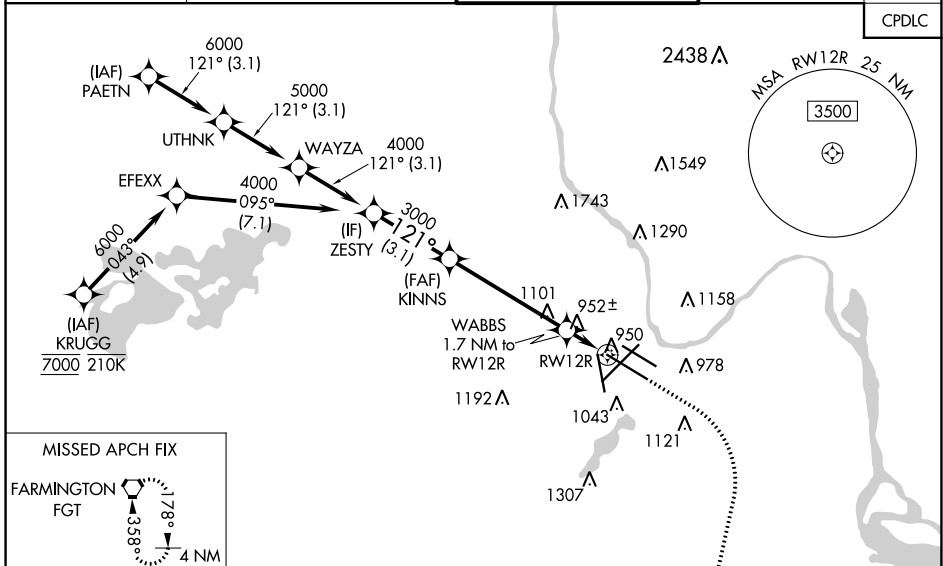 CPDLC
6000
121° (3.1)
(IAF)
PAETN
5000
121° (3.1)
UTHNK
WAYZA
4000
121° (3.1)
EFEXX
4000
095°
(7.1)
3000
121°
(3.1)
(IF)
ZESTY
6000
043°
(4.9)
(IAF)
KRUGG
7000 210K
(FAF)
KINNS
WABBS
1.7 NM to
RW12R
RW12R
1101
952±
950
2438
1549
1743
1290
1158
978
1192
1043
1121
1307
MSA RW12R 25 NM
3500
MISSED APCH FIX
FARMINGTON
FGT
178°
358°
4 NM